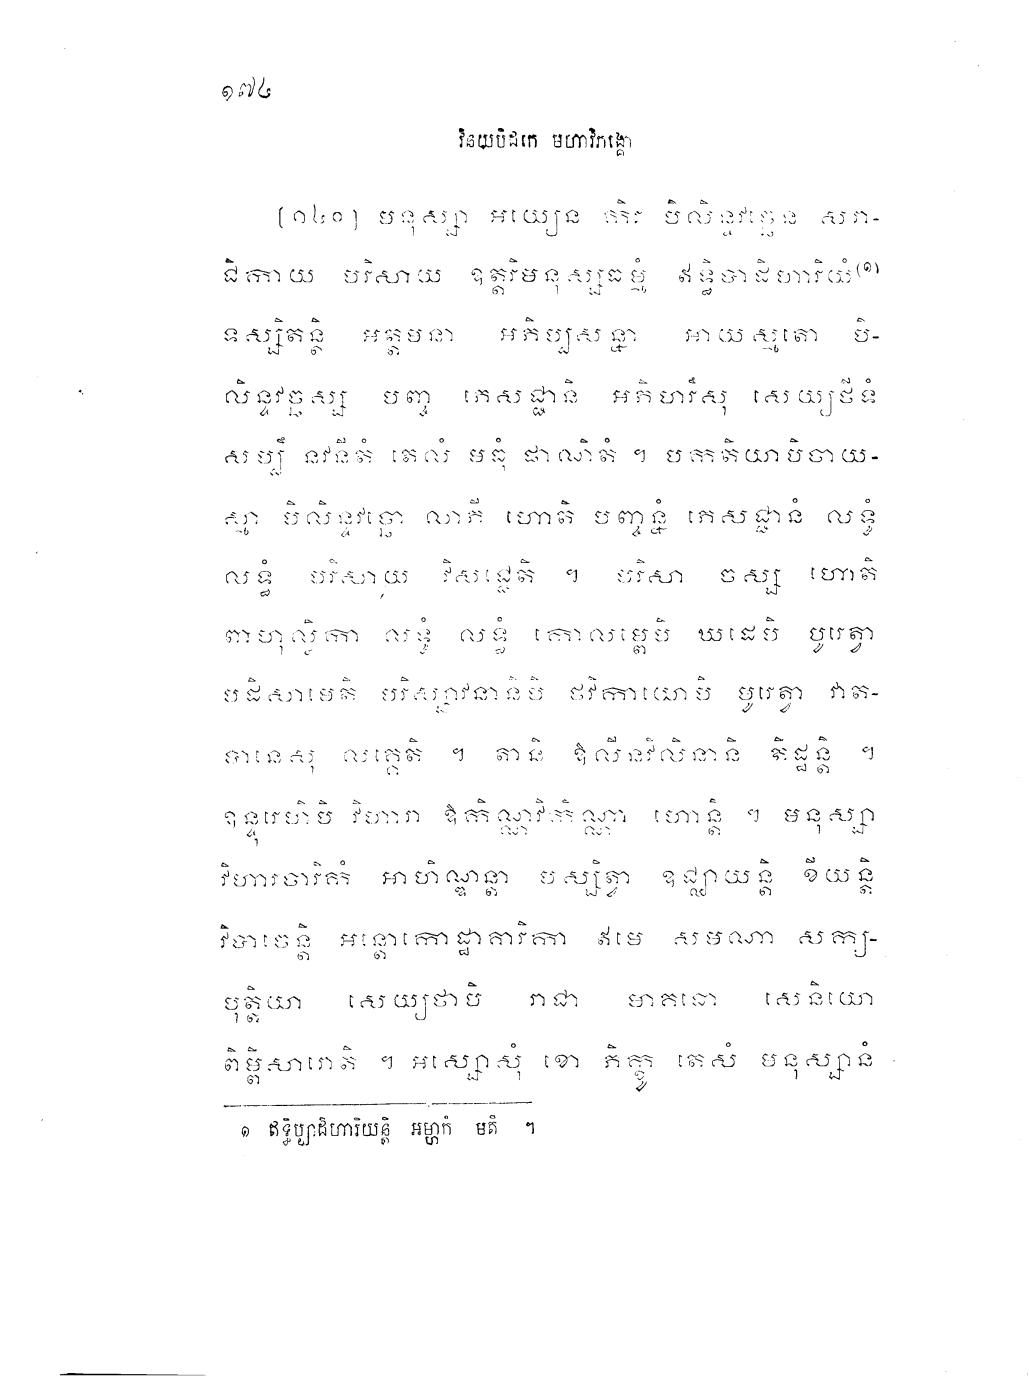 ១៧៤
វិនយបិដកេ មហាវិភង្គោ
[១៤០] មនុស្សា អយ្យេន កិរ បិលិន្ទវច្ឆេន សរា-
ជិកាយ បរិសាយ ឧត្តរិមនុស្សធម្មំ ឥទ្ធិបាដិហារិយំ(១)
ទស្សិតន្តិ អត្តមនា អភិប្បសន្នា អាយស្មតោ បិ-
លិន្ទវច្ឆស្ស បញ្ច ភេសជ្ជានិ អភិហរឹសុ សេយ្យថីទំ
សប្បឹ នវនីតំ តេលំ មធុំ ផាណិតំ ។ បកតិយាបិចាយ-
ស្មា បិលិន្ទវច្ឆោ លាភី ហោតិ បញ្ចន្នំ ភេសជ្ជានំ លទ្ធំ
លទ្ធំ បរិសាយ វិសជ្ជេតិ ។ បរិសា ចស្ស ហោតិ
ពាហុល្លិកា លទ្ធំ លទ្ធំ កោលម្ពេបិ ឃដេបិ បូរេត្វា
បដិសាមេតិ បរិស្សាវនានិបិ ថវិកាយោបិ បូរេត្វា វាត-
បានេសុ លគ្គេតិ ។ តានិ ឱលីនវិលីនានិ តិដ្ឋន្តិ ។
ឧន្ទុរេហិបិ វិហារា ឱកិណ្ណវិកិណ្ណា ហោន្តិ ។ មនុស្សា
វិហារចារិកំ អាហិណ្ឌន្តា បស្សិត្វា ឧជ្ឈាយន្តិ ខីយន្តិ
វិបាចេន្តិ អន្តោកោដ្ឋាគារិកា ឥមេ សមណា សក្យ-
បុត្តិយា សេយ្យថាបិ រាជា មាគធោ សេនិយោ
ពិម្ពិសារោតិ ។ អស្សោសុំ ខោ ភិក្ខូ តេសំ មនុស្សានំ
១ ឥទ្ធិប្បាដិហារិយន្តិ អម្ហាកំ មតិ ។